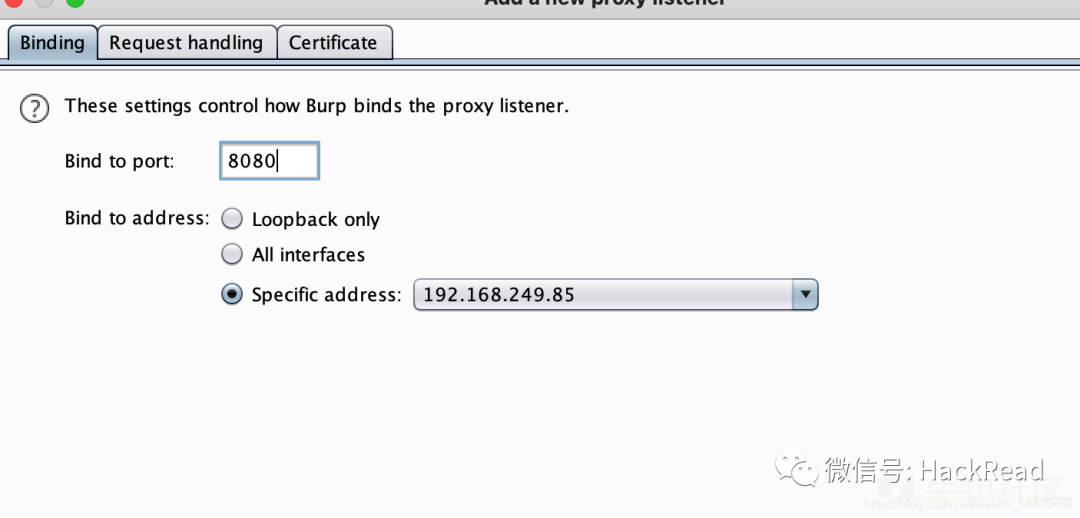 Add a new proxy listener
Binding Request handling Certificate
? These settings control how Burp binds the proxy listener.
Bind to port: 8080
Bind to address: Loopback only
All interfaces
Specific address: 192.168.249.85
微信号: HackRead
https://blog.csdn.net/weixin_54430466